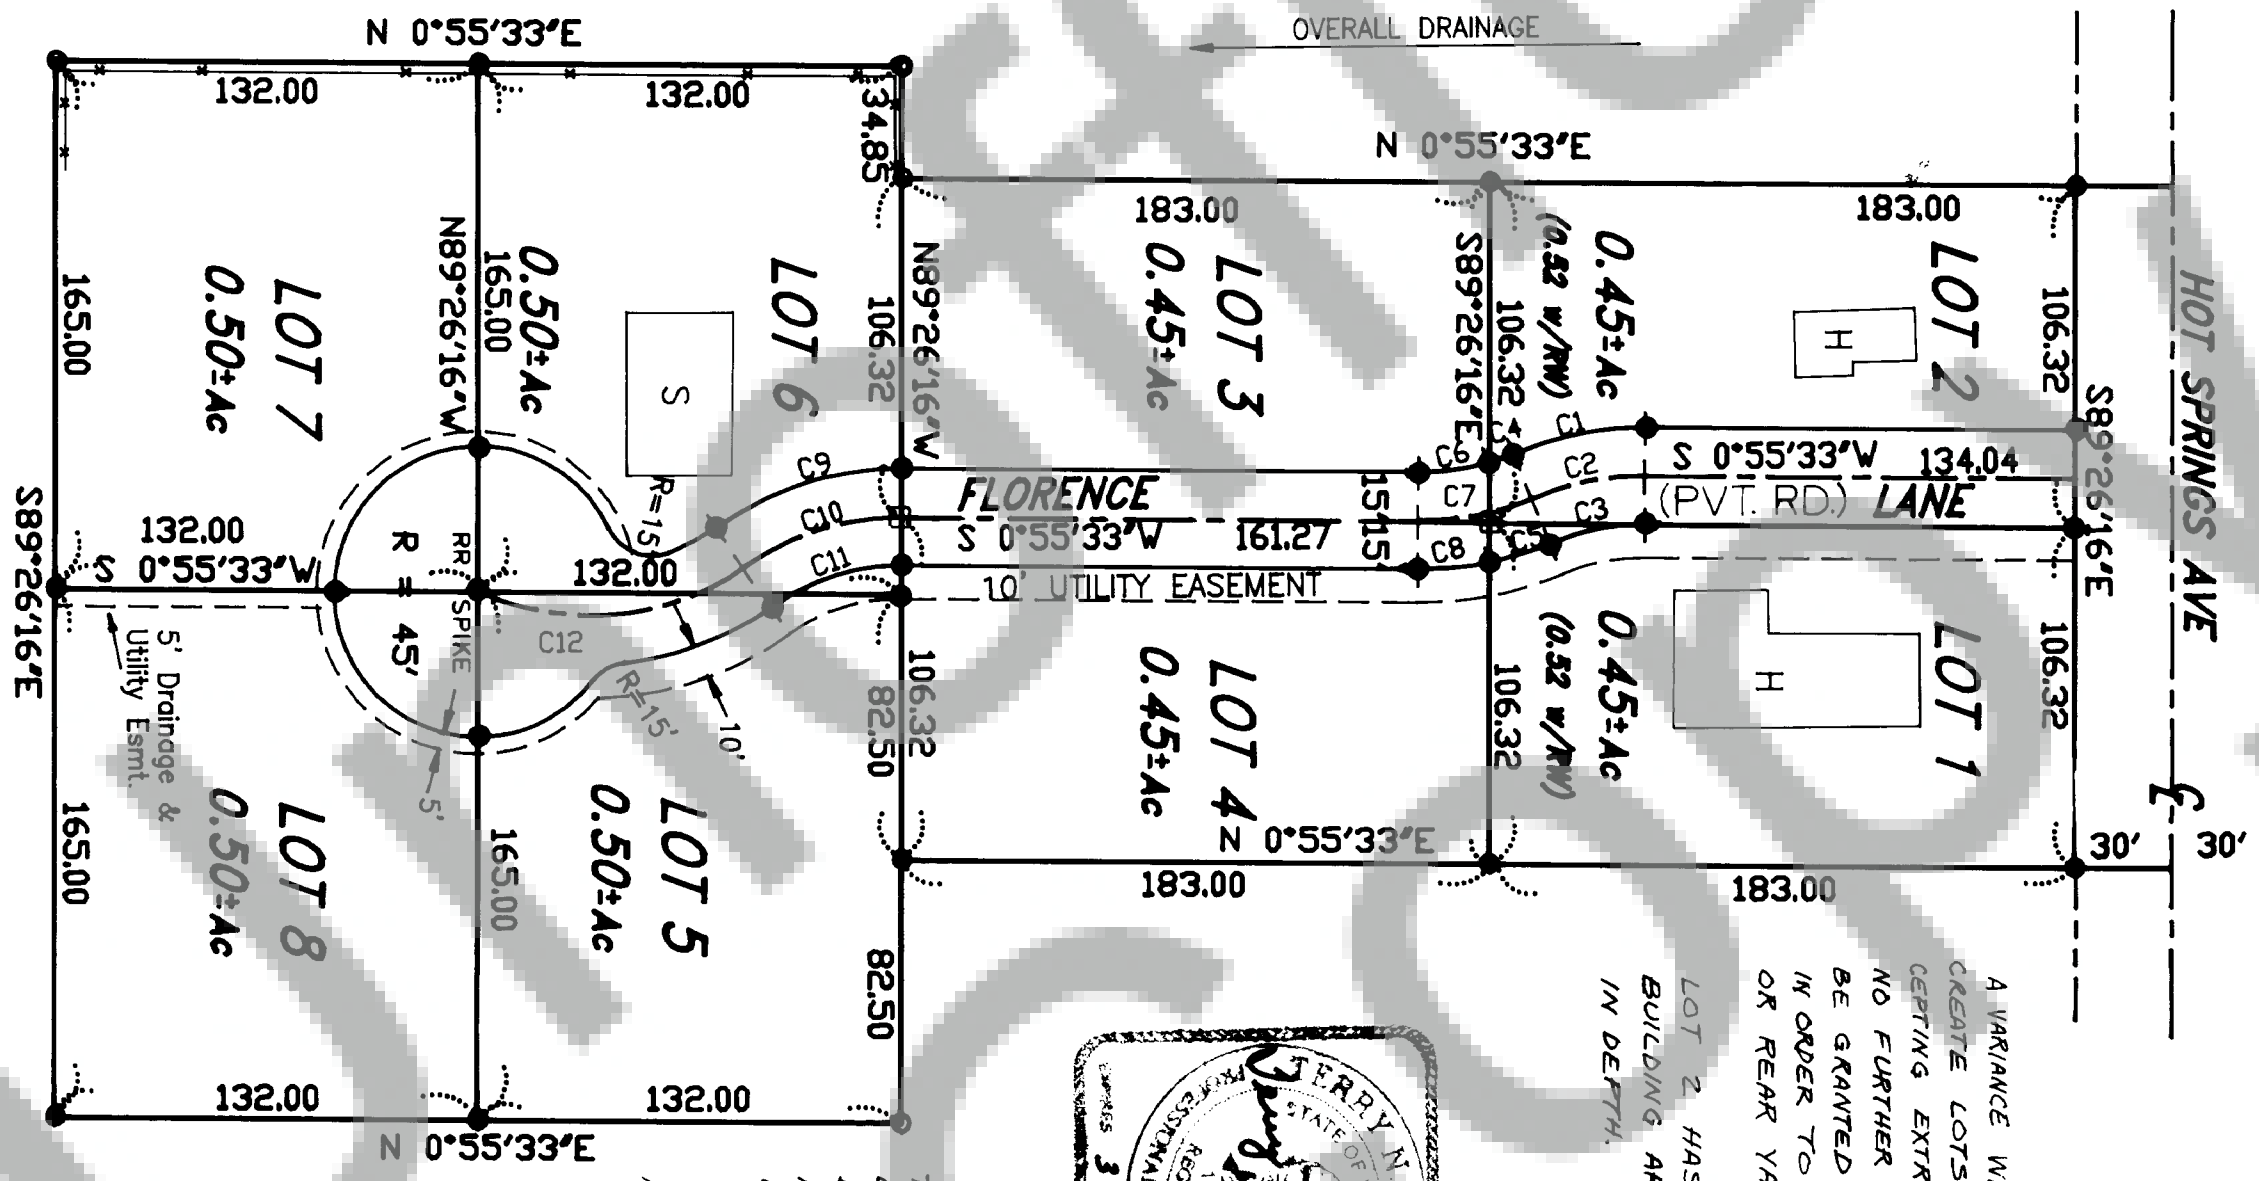 N 0°55'33"E
OVERALL DRAINAGE
132.00
132.00
34.85
N 0°55'33"E
183.00
183.00
HOT SPRINGS AVE
165.00
LOT 7
0.50±Ac
N89°26'16"W
165.00
0.50±Ac
LOT 6
S
N89°26'16"W
106.32
LOT 3
0.45±Ac
S89°26'16"E
106.32
(0.52 w/RW)
0.45±Ac
LOT 2
H
106.32
S89°26'16"E
C1
C2
C3
C4
C5
C6
C7
C8
C9
C10
C11
C12
S 0°55'33"W 134.04
(PVT. RD.) LANE
FLORENCE
S 0°55'33"W 161.27
15'
15'
10' UTILITY EASEMENT
R=15'
132.00
S 0°55'33"W
132.00
R = 45'
RR SPIKE
S89°26'16"E
5' Drainage &
Utility Esmt.
R=15'
10'
5'
106.32
82.50
LOT 4
0.45±Ac
106.32
(0.52 w/RW)
0.45±Ac
H
LOT 1
106.32
30'
30'
N 0°55'33"E
183.00
183.00
165.00
LOT 8
0.50±Ac
165.00
0.50±Ac
LOT 5
82.50
132.00
132.00
N 0°55'33"E
A VARIANCE
CREATE LOTS
CEPTING
NO FURTHER
BE GRANTED
IN ORDER TO
OR REAR
LOT 2 HAS
BUILDING
IN DEPTH.
TERRY N
STATE OF
EXPIRES 3